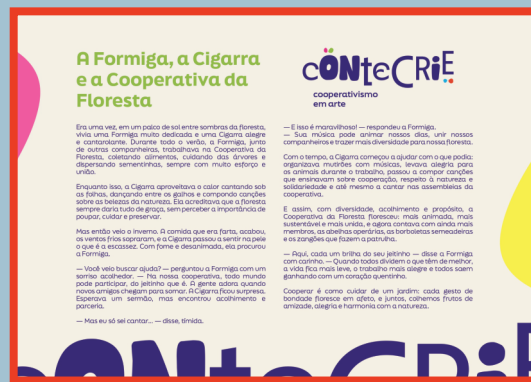 A Formiga, a Cigarra
e a Cooperativa da
Floresta
Era uma vez, em um palco de sol entre sombras da floresta,
vivia uma Formiga muito dedicada e uma Cigarra alegre
e cantarolante. Durante todo o verão, a Formiga, junto
de outras companheiras, trabalhava na Cooperativa da
Floresta, coletando alimentos, cuidando das árvores e
dispersando sementinhas, sempre com muito esforço e
união.
Enquanto isso, a Cigarra aproveitava o calor cantando sob
as folhas, dançando entre os galhos e compondo canções
sobre as belezas da natureza. Ela acreditava que a floresta
sempre daria tudo de graça, sem perceber a importância de
poupar, cuidar e preservar.
Mas então veio o inverno. A comida que era farta, acabou,
os ventos frios sopraram, e a Cigarra passou a sentir na pele
o que é a escassez. Com fome e desanimada, ela procurou
a Formiga.
— Você veio buscar ajuda? — perguntou a Formiga com um
sorriso acolhedor. — Na nossa cooperativa, todo mundo
pode participar, do jeitinho que é. A gente adora quando
novos amigos chegam para somar. A Cigarra ficou surpresa.
Esperava um sermão, mas encontrou acolhimento e
parceria.
— Mas eu só sei cantar... — disse, tímida.
CONTECRIE
cooperativismo
em arte
— E isso é maravilhoso! — respondeu a Formiga.
— Sua música pode animar nossos dias, unir nossos
companheiros e trazer mais diversidade para nossa floresta.
Com o tempo, a Cigarra começou a ajudar com o que podia:
organizava mutirões com músicas, levava alegria para
os animais durante o trabalho, passou a compor canções
que ensinavam sobre cooperação, respeito à natureza e
solidariedade e até mesmo a cantar nas assembleias da
cooperativa.
E assim, com diversidade, acolhimento e propósito, a
Cooperativa da Floresta floresceu: mais animada, mais
sustentável e mais unida, e agora contava com ainda mais
membros, as abelhas operárias, as borboletas semeadeiras
e os zangões que fazem a patrulha.
— Aqui, cada um brilha do seu jeitinho — disse a Formiga
com carinho. — Quando todos dividem o que têm de melhor,
a vida fica mais leve, o trabalho mais alegre e todos saem
ganhando com um coração quentinho.
Cooperar é como cuidar de um jardim: cada gesto de
bondade floresce em afeto, e juntos, colhemos frutos de
amizade, alegria e harmonia com a natureza.
CONTECRIE